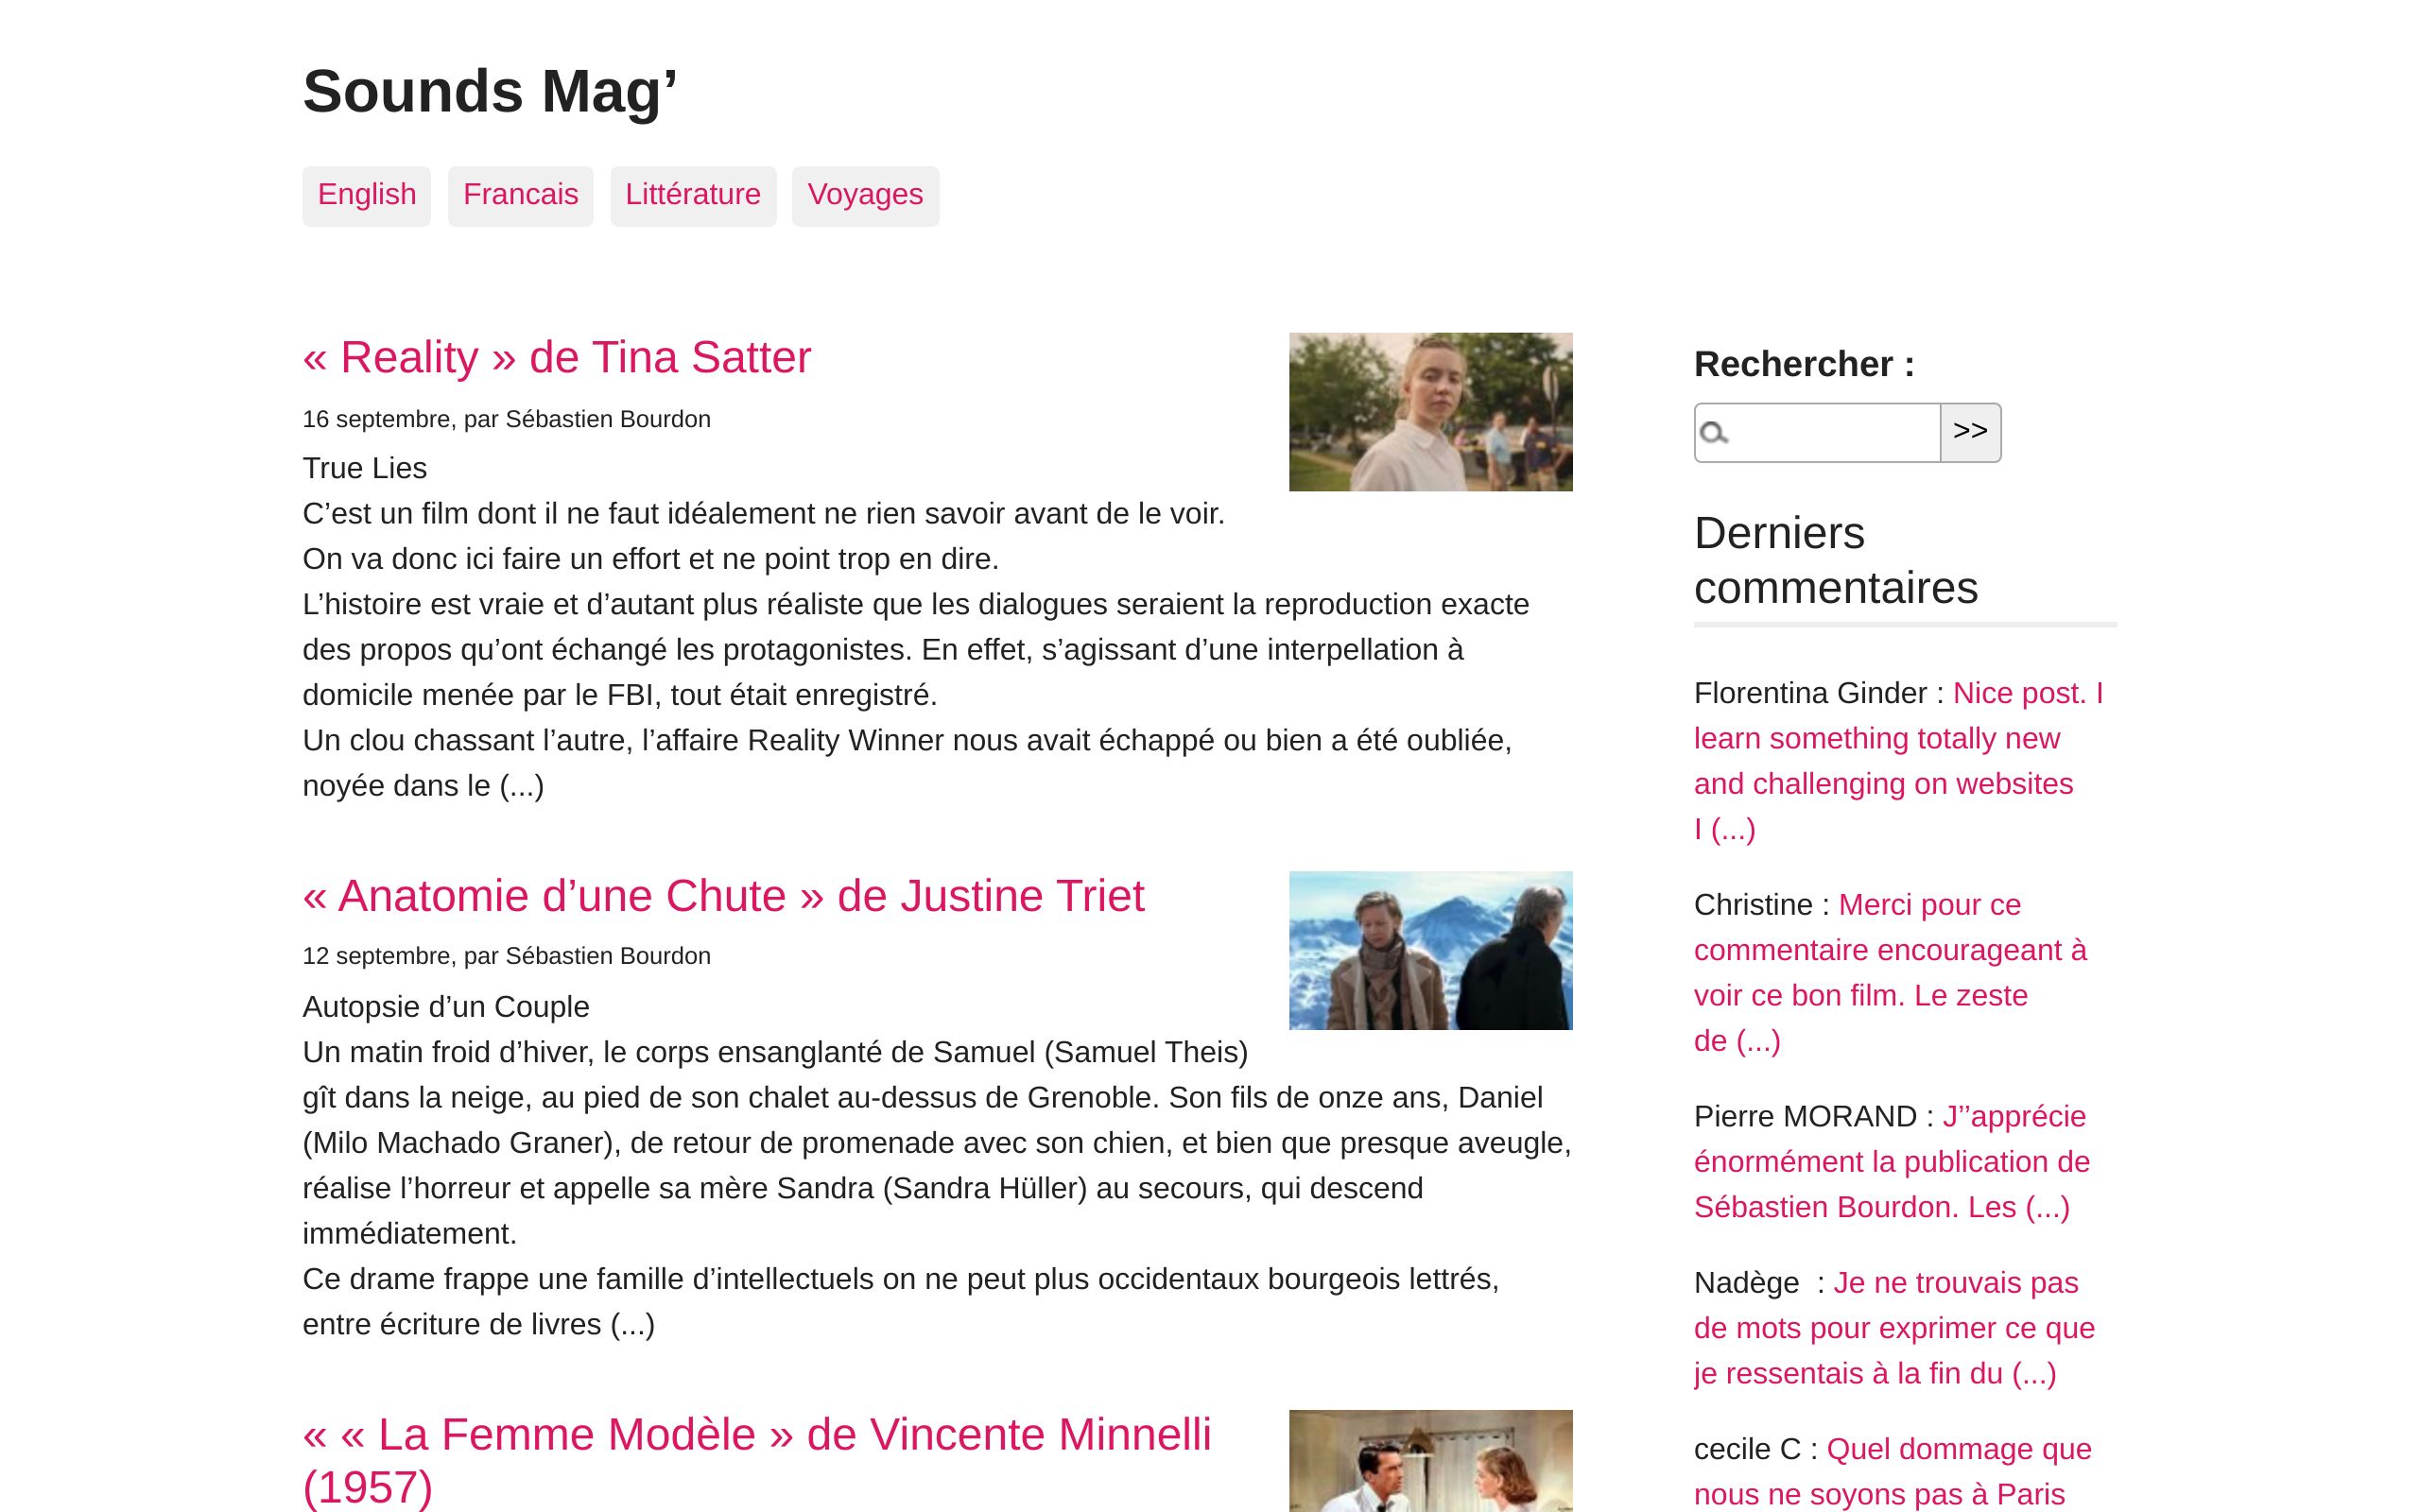 Sounds Mag’
English Francais Littérature Voyages
« Reality » de Tina Satter
16 septembre, par Sébastien Bourdon
True Lies
C’est un film dont il ne faut idéalement ne rien savoir avant de le voir.
On va donc ici faire un effort et ne point trop en dire.
L’histoire est vraie et d’autant plus réaliste que les dialogues seraient la reproduction exacte
des propos qu’ont échangé les protagonistes. En effet, s’agissant d’une interpellation à
domicile menée par le FBI, tout était enregistré.
Un clou chassant l’autre, l’affaire Reality Winner nous avait échappé ou bien a été oubliée,
noyée dans le (...)
« Anatomie d’une Chute » de Justine Triet
12 septembre, par Sébastien Bourdon
Autopsie d’un Couple
Un matin froid d’hiver, le corps ensanglanté de Samuel (Samuel Theis)
gît dans la neige, au pied de son chalet au-dessus de Grenoble. Son fils de onze ans, Daniel
(Milo Machado Graner), de retour de promenade avec son chien, et bien que presque aveugle,
réalise l’horreur et appelle sa mère Sandra (Sandra Hüller) au secours, qui descend
immédiatement.
Ce drame frappe une famille d’intellectuels on ne peut plus occidentaux bourgeois lettrés,
entre écriture de livres (...)
« « La Femme Modèle » de Vincente Minnelli
(1957)
Rechercher :
>>
Derniers
commentaires
Florentina Ginder : Nice post. I
learn something totally new
and challenging on websites
I (...)
Christine : Merci pour ce
commentaire encourageant à
voir ce bon film. Le zeste
de (...)
Pierre MORAND : J’’apprécie
énormément la publication de
Sébastien Bourdon. Les (...)
Nadège  : Je ne trouvais pas
de mots pour exprimer ce que
je ressentais à la fin du (...)
cecile C : Quel dommage que
nous ne soyons pas à Paris